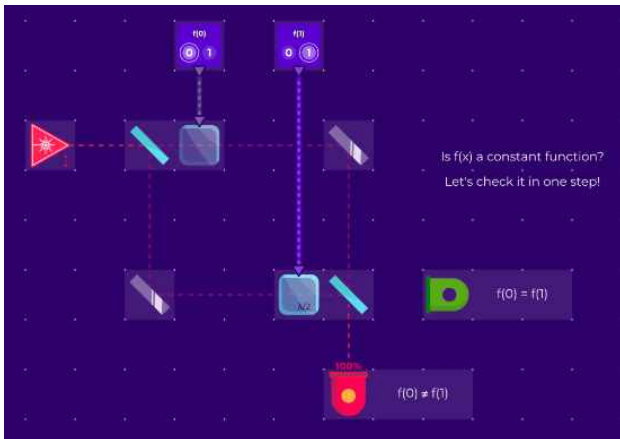 f(0)
f(1)
0 1
0 1
Is f(x) a constant function?
Let's check it in one step!
λ/2
f(0) = f(1)
100%
f(0) ≠ f(1)